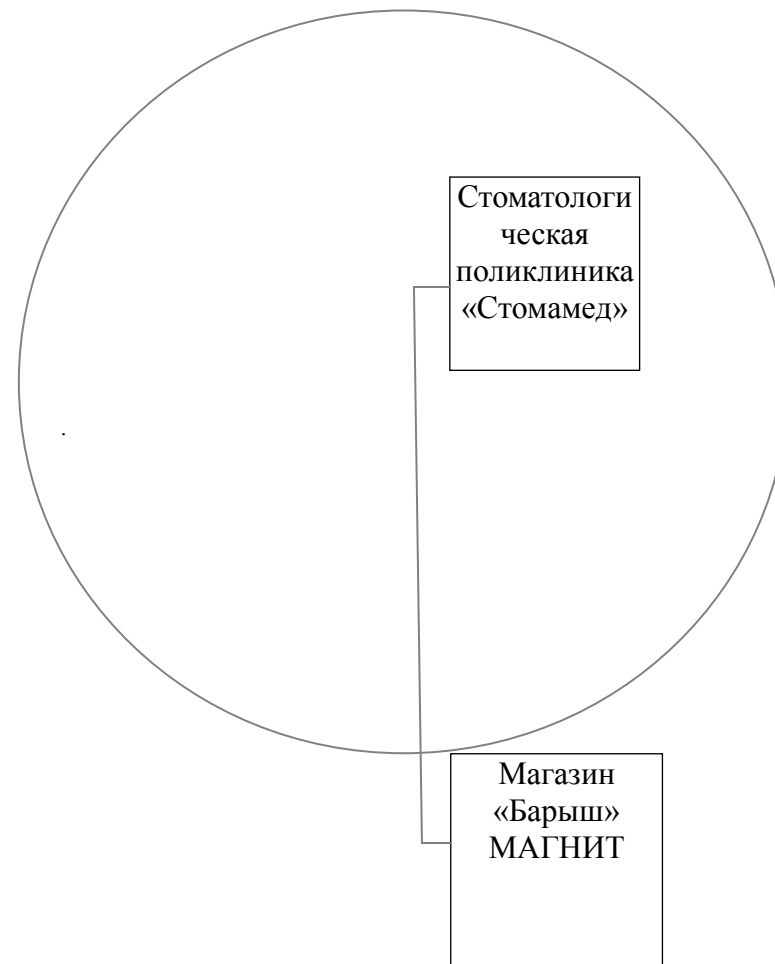 Стоматологи
ческая
поликлиника
«Стомамед»
Магазин
«Барыш»
МАГНИТ